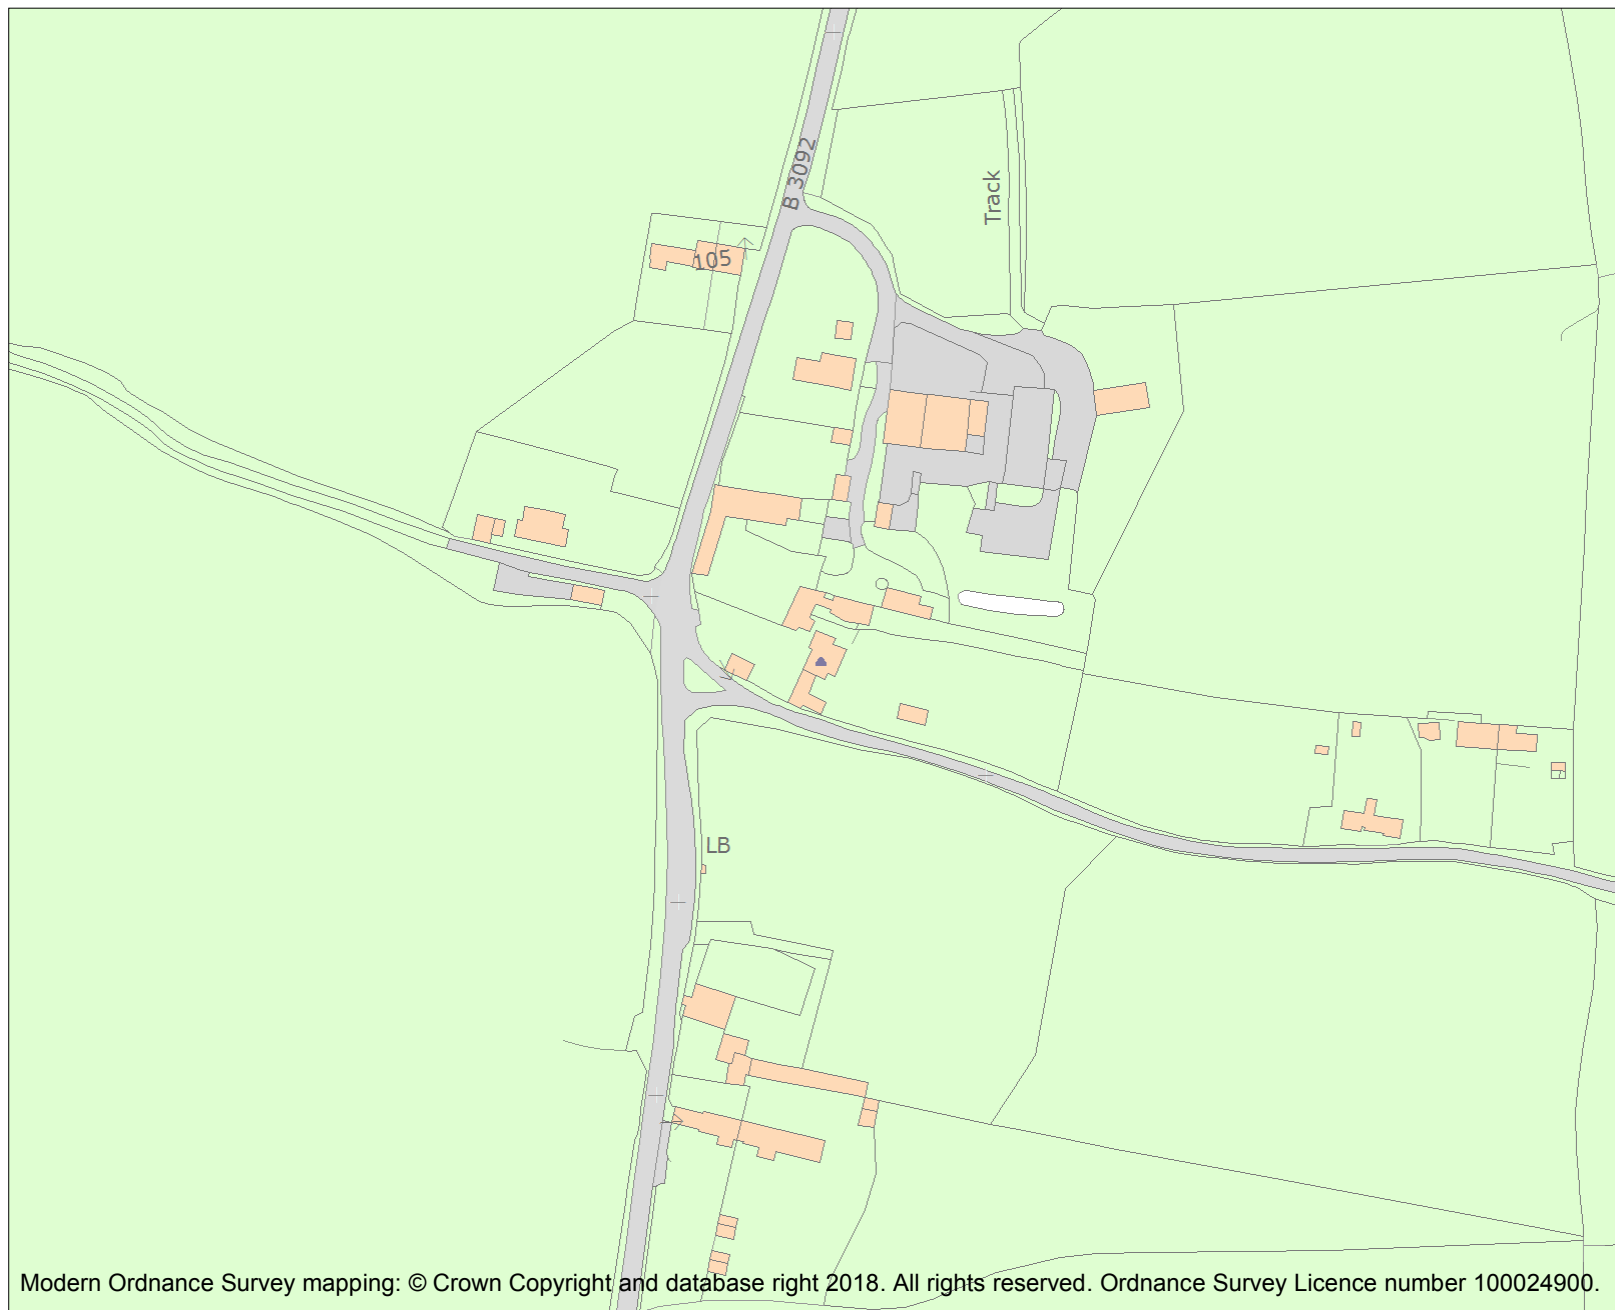 B 3092
Track
105
LB
Modern Ordnance Survey mapping: © Crown Copyright and database right 2018. All rights reserved. Ordnance Survey Licence number 100024900.